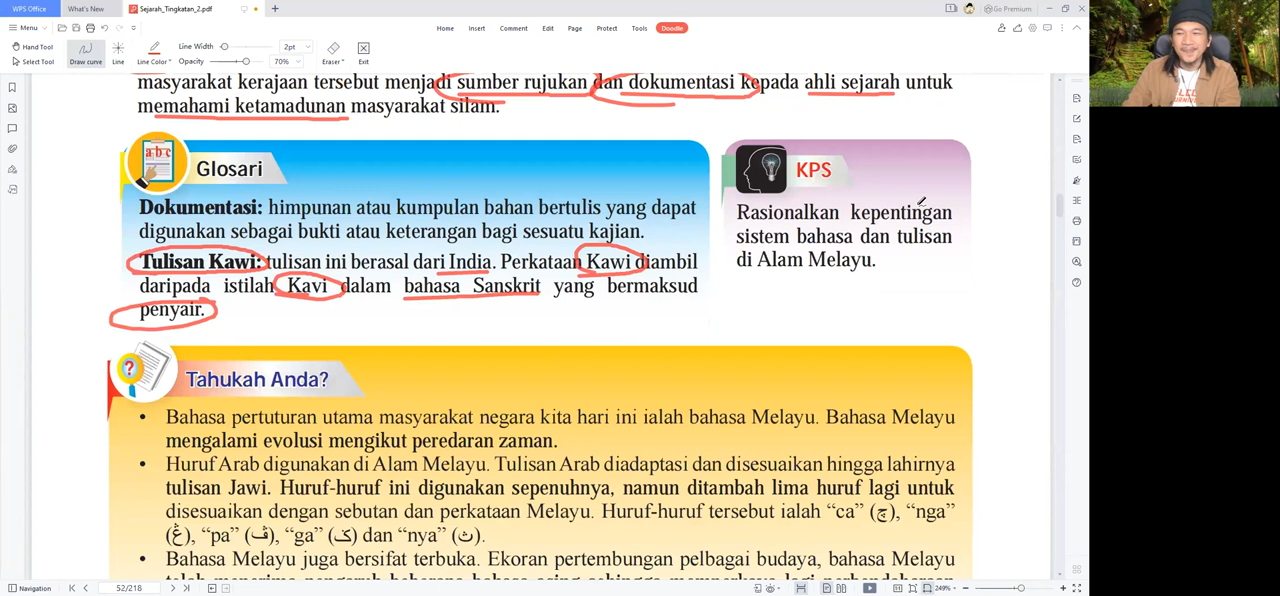 WPS Office
What's New
Sejarah_Tingkatan_2.pdf
Go Premium
Menu
Home Insert Comment Edit Page Protect Tools Doodle
Hand Tool
Select Tool
Draw curve
Line
Line Color
Line Width 2pt
Opacity 70%
Eraser
Exit
masyarakat kerajaan tersebut menjadi sumber rujukan dan dokumentasi kepada ahli sejarah untuk
memahami ketamadunan masyarakat silam.
a-b-c
Glosari
Dokumentasi: himpunan atau kumpulan bahan bertulis yang dapat
digunakan sebagai bukti atau keterangan bagi sesuatu kajian.
Tulisan Kawi: tulisan ini berasal dari India. Perkataan Kawi diambil
daripada istilah Kavi dalam bahasa Sanskrit yang bermaksud
penyair.
KPS
Rasionalkan kepentingan
sistem bahasa dan tulisan
di Alam Melayu.
?
Tahukah Anda?
• Bahasa pertuturan utama masyarakat negara kita hari ini ialah bahasa Melayu. Bahasa Melayu
mengalami evolusi mengikut peredaran zaman.
• Huruf Arab digunakan di Alam Melayu. Tulisan Arab diadaptasi dan disesuaikan hingga lahirnya
tulisan Jawi. Huruf-huruf ini digunakan sepenuhnya, namun ditambah lima huruf lagi untuk
disesuaikan dengan sebutan dan perkataan Melayu. Huruf-huruf tersebut ialah “ca” (چ), “nga”
(ڠ), “pa” (ڤ), “ga” (ݢ) dan “nya” (ث).
• Bahasa Melayu juga bersifat terbuka. Ekoran pertembungan pelbagai budaya, bahasa Melayu
Navigation
52/218
249%